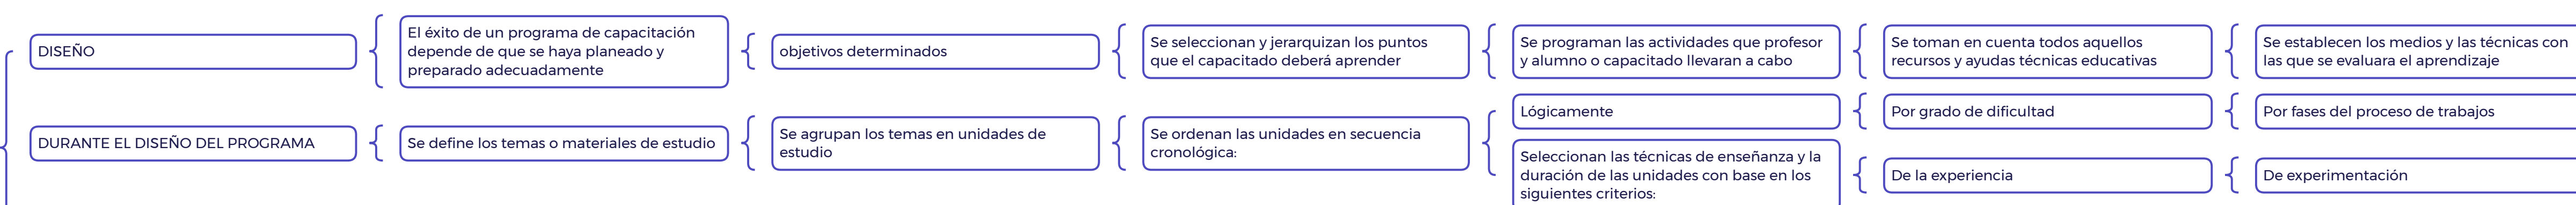 DISEÑO
El éxito de un programa de capacitación
depende de que se haya planeado y
preparado adecuadamente
objetivos determinados
Se seleccionan y jerarquizan los puntos
que el capacitado deberá aprender
Se programan las actividades que profesor
y alumno o capacitado llevaran a cabo
Se toman en cuenta todos aquellos
recursos y ayudas técnicas educativas
Se establecen los medios y las técnicas con
las que se evaluara el aprendizaje
DURANTE EL DISEÑO DEL PROGRAMA
Se define los temas o materiales de estudio
Se agrupan los temas en unidades de
estudio
Se ordenan las unidades en secuencia
cronológica:
Lógicamente
Por grado de dificultad
Por fases del proceso de trabajos
Seleccionan las técnicas de enseñanza y la
duración de las unidades con base en los
siguientes criterios:
De la experiencia
De experimentación